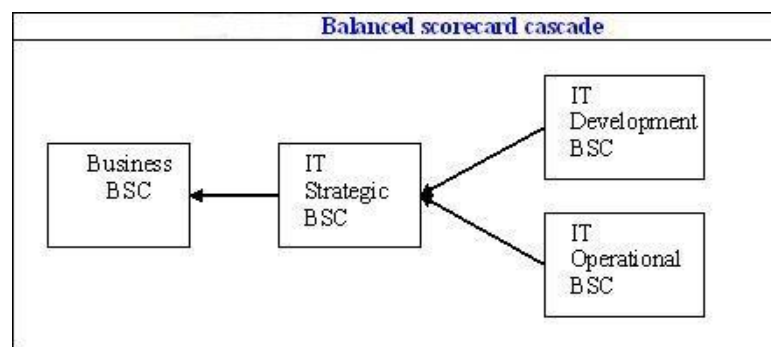 Balanced scorecard cascade
Business
BSC
IT
Strategic
BSC
IT
Development
BSC
IT
Operational
BSC